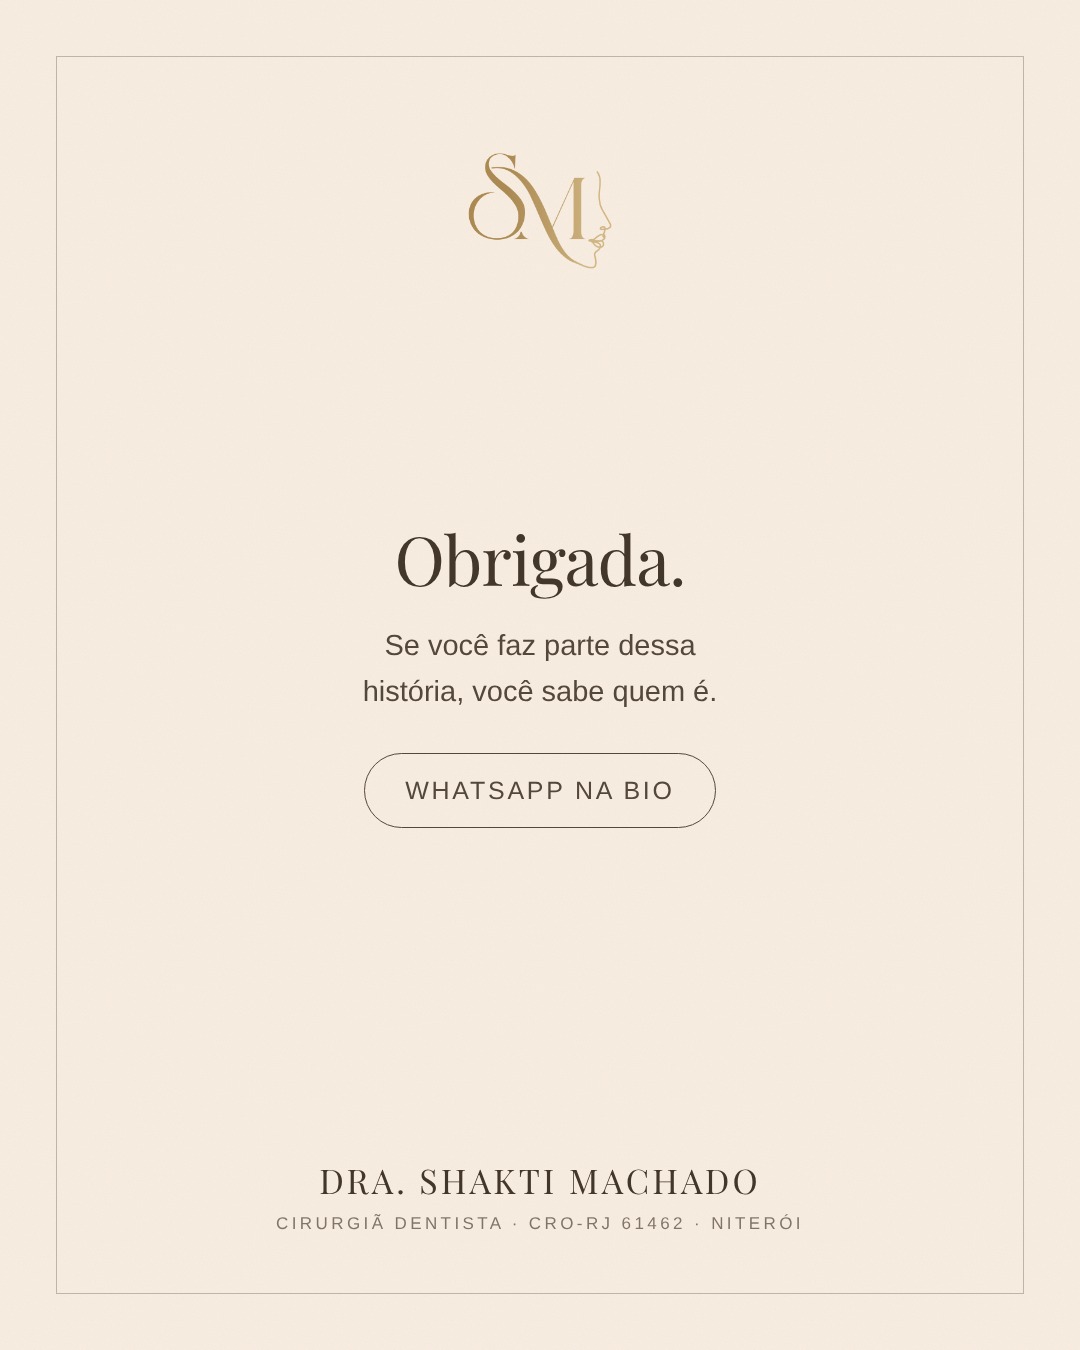 SM
Obrigada.
Se você faz parte dessa
história, você sabe quem é.
WHATSAPP NA BIO
DRA. SHAKTI MACHADO
CIRURGIÃ DENTISTA · CRO-RJ 61462 · NITERÓI